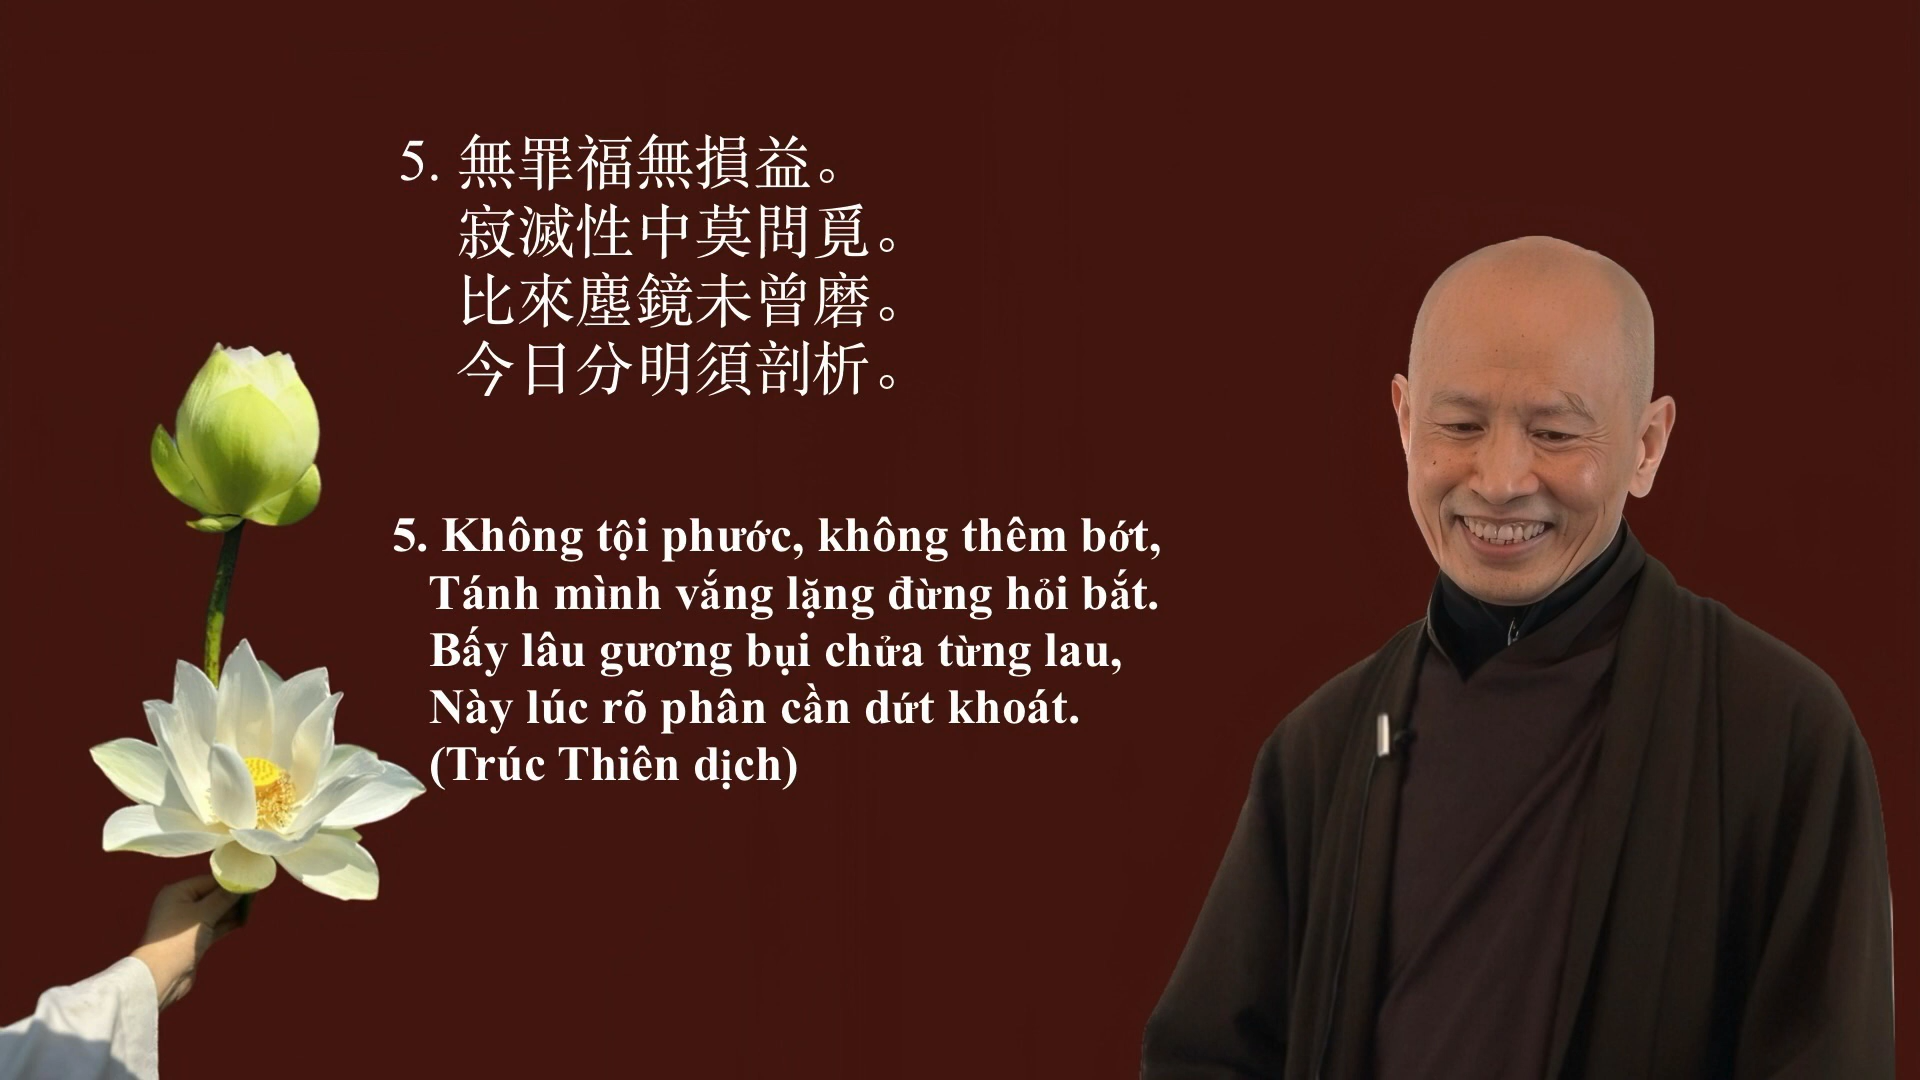 5. 無罪福無損益。
寂滅性中莫問覓。
比來塵鏡未曾磨。
今日分明須剖析。
5. Không tội phước, không thêm bớt,
Tánh mình vắng lặng đừng hỏi bắt.
Bấy lâu gương bụi chửa từng lau,
Này lúc rõ phân cần dứt khoát.
(Trúc Thiên dịch)